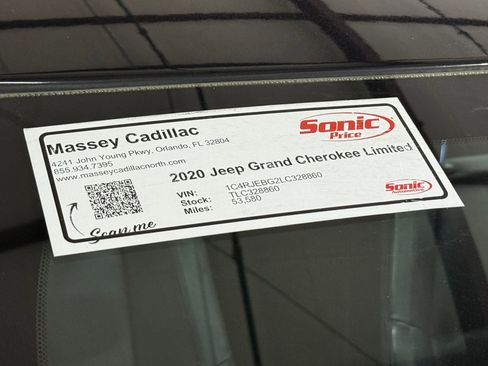 Massey Cadillac
4241 John Young Pkwy. Orlando, FL 32804
855.934.7395
www.masseycadillacnorth.com
Sonic
Price
2020 Jeep Grand Cherokee Limited
VIN: 1C4RJEBG2LC328860
Stock: TLC328860
Miles: 53,580
Scan me
Sonic
Automotive